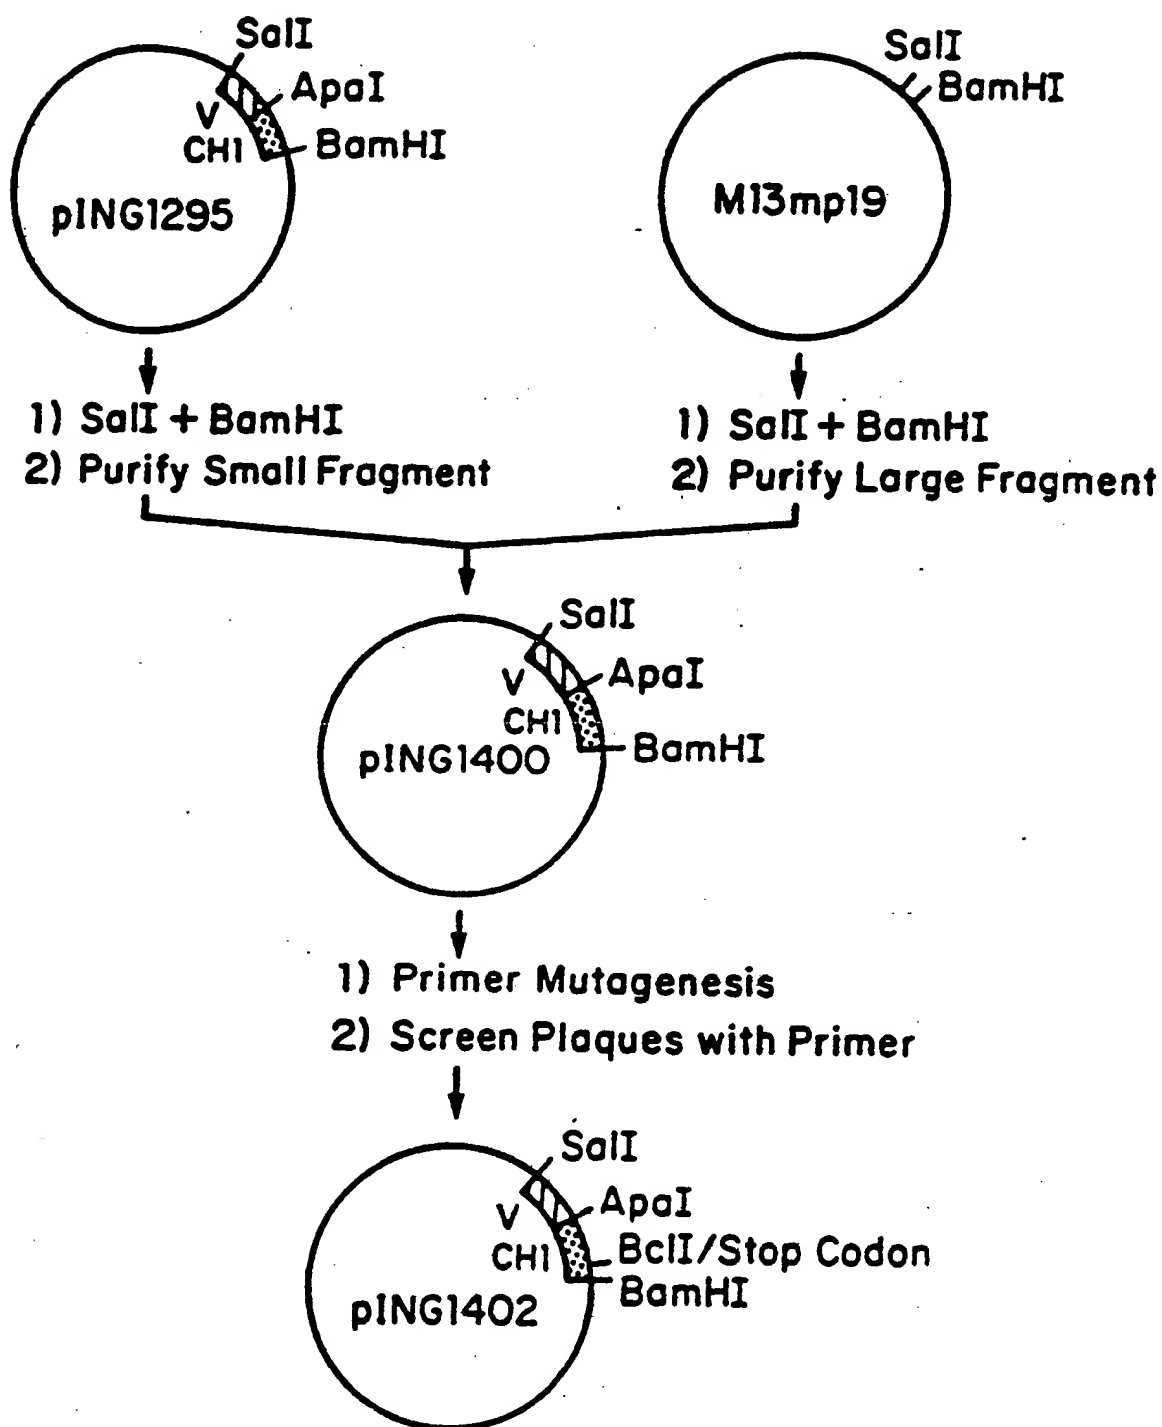 SalI
ApaI
V
CH1
BamHI
pING1295
SalI
BamHI
M13mp19
1) SalI + BamHI
2) Purify Small Fragment
1) SalI + BamHI
2) Purify Large Fragment
SalI
ApaI
V
CH1
BamHI
pING1400
1) Primer Mutagenesis
2) Screen Plaques with Primer
SalI
ApaI
V
CH1
BclI/Stop Codon
BamHI
pING1402